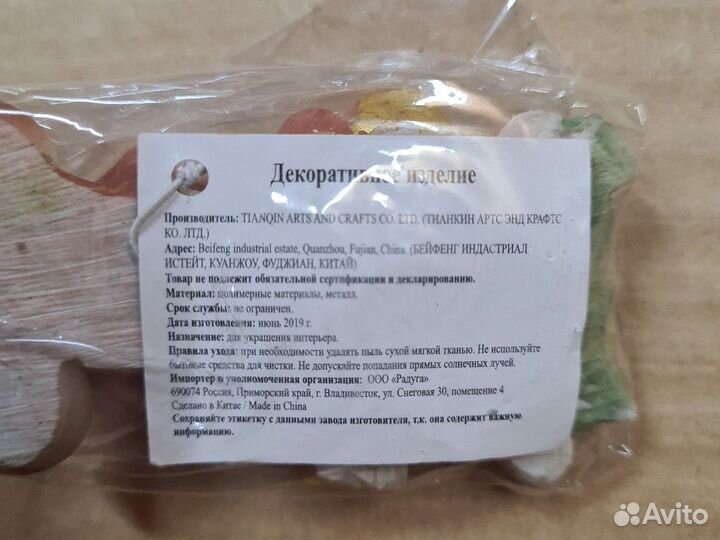 Декоративное изделие
Производитель: TIANQIN ARTS AND CRAFTS CO. LTD. (ТИАНКИН АРТС ЭНД КРАФТС
КО. ЛТД.)
Адрес: Beifeng industrial estate, Quanzhou, Fujian, China. (БЕЙФЕНГ ИНДАСТРИАЛ
ИСТЕЙТ, КУАНЖОУ, ФУДЖИАН, КИТАЙ)
Товар не подлежит обязательной сертификации и декларированию.
Материал: полимерные материалы, металл.
Срок службы: не ограничен.
Дата изготовления: июнь 2019 г.
Назначение: для украшения интерьера.
Правила ухода: при необходимости удалять пыль сухой мягкой тканью. Не используйте
бытовые средства для чистки. Не допускайте попадания прямых солнечных лучей.
Импортер и уполномоченная организация: ООО «Радуга»
690074 Россия, Приморский край, г. Владивосток, ул. Снеговая 30, помещение 4
Сделано в Китае / Made in China
Сохраняйте этикетку с данными завода изготовителя, т.к. она содержит важную
информацию.
Avito